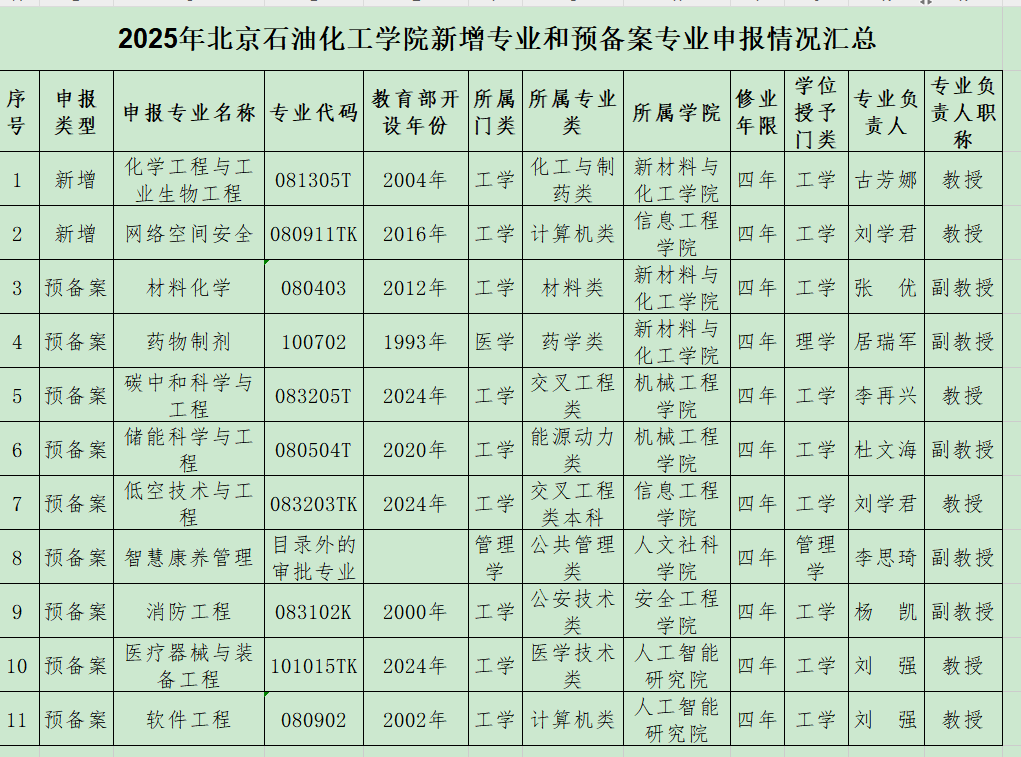 2025年北京石油化工学院新增专业和预备案专业申报情况汇总
序号 申报类型 申报专业名称 专业代码 教育部开设年份 所属门类 所属专业类 所属学院 修业年限 学位授予门类 专业负责人 专业负责人职称
1 新增 化学工程与工业生物工程 081305T 2004年 工学 化工与制药类 新材料与化工学院 四年 工学 古芳娜 教授
2 新增 网络空间安全 080911TK 2016年 工学 计算机类 信息工程学院 四年 工学 刘学君 教授
3 预备案 材料化学 080403 2012年 工学 材料类 新材料与化工学院 四年 工学 张 优 副教授
4 预备案 药物制剂 100702 1993年 医学 药学类 新材料与化工学院 四年 理学 居瑞军 副教授
5 预备案 碳中和科学与工程 083205T 2024年 工学 交叉工程类 机械工程学院 四年 工学 李再兴 教授
6 预备案 储能科学与工程 080504T 2020年 工学 能源动力类 机械工程学院 四年 工学 杜文海 副教授
7 预备案 低空技术与工程 083203TK 2024年 工学 交叉工程类本科 信息工程学院 四年 工学 刘学君 教授
8 预备案 智慧康养管理 目录外的审批专业 管理学 公共管理类 人文社科学院 四年 管理学 李思琦 副教授
9 预备案 消防工程 083102K 2000年 工学 公安技术类 安全工程学院 四年 工学 杨 凯 副教授
10 预备案 医疗器械与装备工程 101015TK 2024年 工学 医学技术类 人工智能研究院 四年 工学 刘 强 教授
11 预备案 软件工程 080902 2002年 工学 计算机类 人工智能研究院 四年 工学 刘 强 教授